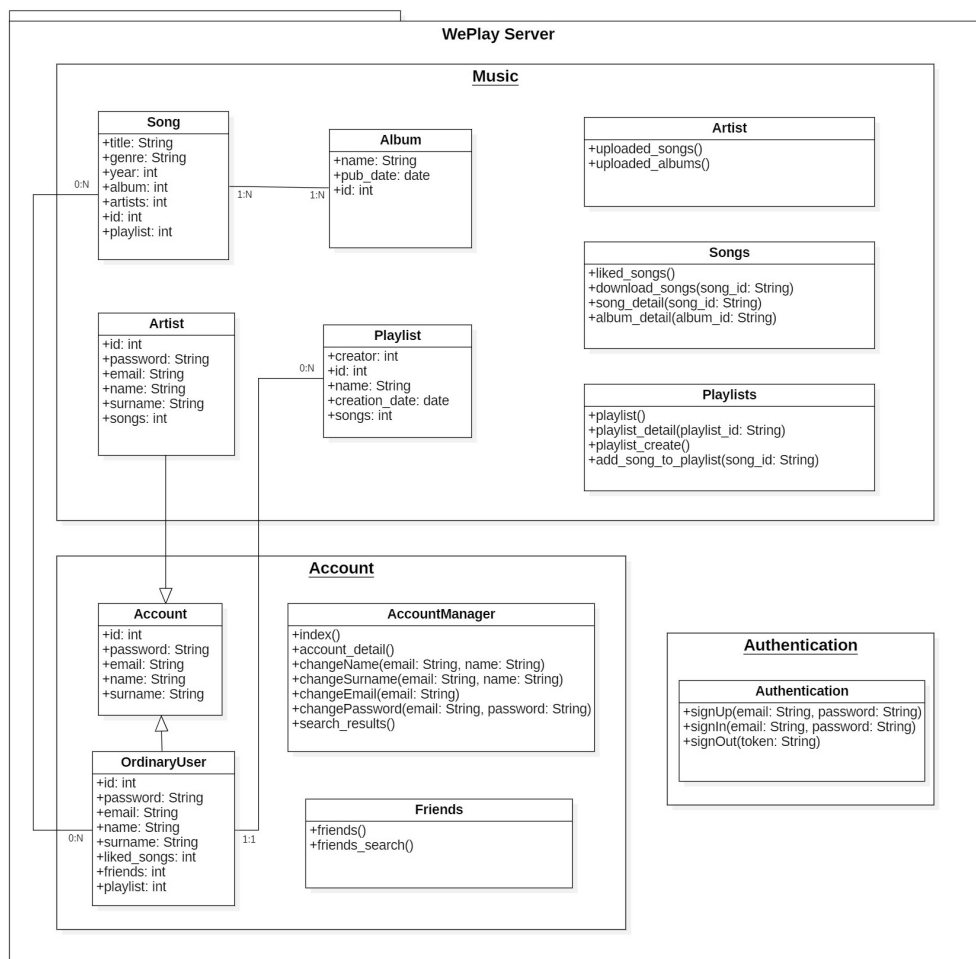 WePlay Server
Music
Song
+title: String
+genre: String
+year: int
+album: int
+artists: int
+id: int
+playlist: int
0:N
1:N
1:N
Album
+name: String
+pub_date: date
+id: int
Artist
+uploaded_songs()
+uploaded_albums()
Songs
+liked_songs()
+download_songs(song_id: String)
+song_detail(song_id: String)
+album_detail(album_id: String)
Artist
+id: int
+password: String
+email: String
+name: String
+surname: String
+songs: int
0:N
Playlist
+creator: int
+id: int
+name: String
+creation_date: date
+songs: int
Playlists
+playlist()
+playlist_detail(playlist_id: String)
+playlist_create()
+add_song_to_playlist(song_id: String)
Account
Account
+id: int
+password: String
+email: String
+name: String
+surname: String
AccountManager
+index()
+account_detail()
+changeName(email: String, name: String)
+changeSurname(email: String, name: String)
+changeEmail(email: String)
+changePassword(email: String, password: String)
+search_results()
OrdinaryUser
+id: int
+password: String
+email: String
+name: String
+surname: String
+liked_songs: int
+friends: int
+playlist: int
0:N
1:1
Friends
+friends()
+friends_search()
Authentication
Authentication
+signUp(email: String, password: String)
+signIn(email: String, password: String)
+signOut(token: String)